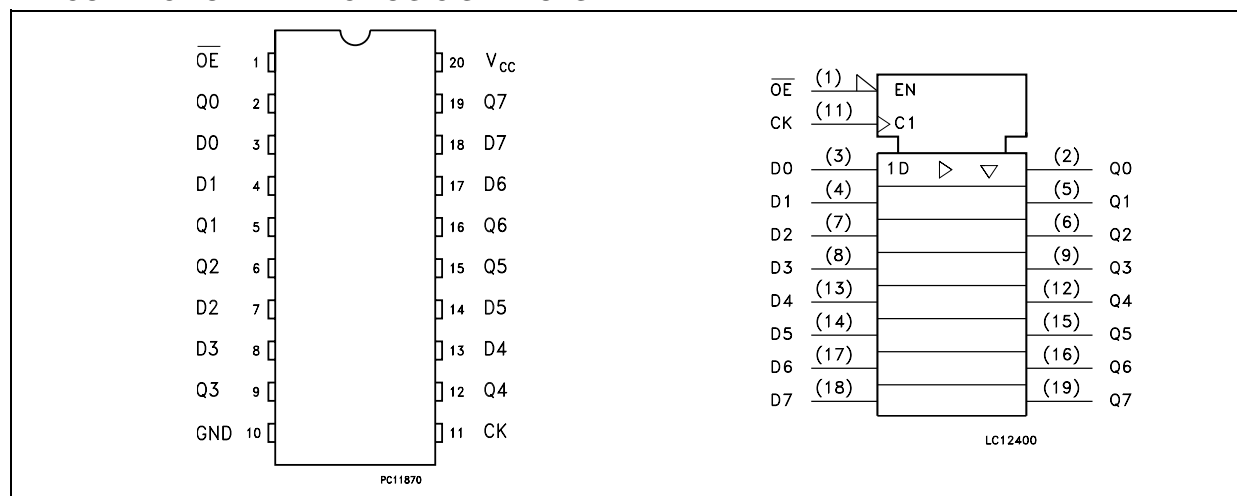 OE 1 20 VCC
Q0 2 19 Q7
D0 3 18 D7
D1 4 17 D6
Q1 5 16 Q6
Q2 6 15 Q5
D2 7 14 D5
D3 8 13 D4
Q3 9 12 Q4
GND 10 11 CK
PC11870
OE (1) EN
CK (11) C1
D0 (3) 1D (2) Q0
D1 (4) (5) Q1
D2 (7) (6) Q2
D3 (8) (9) Q3
D4 (13) (12) Q4
D5 (14) (15) Q5
D6 (17) (16) Q6
D7 (18) (19) Q7
LC12400